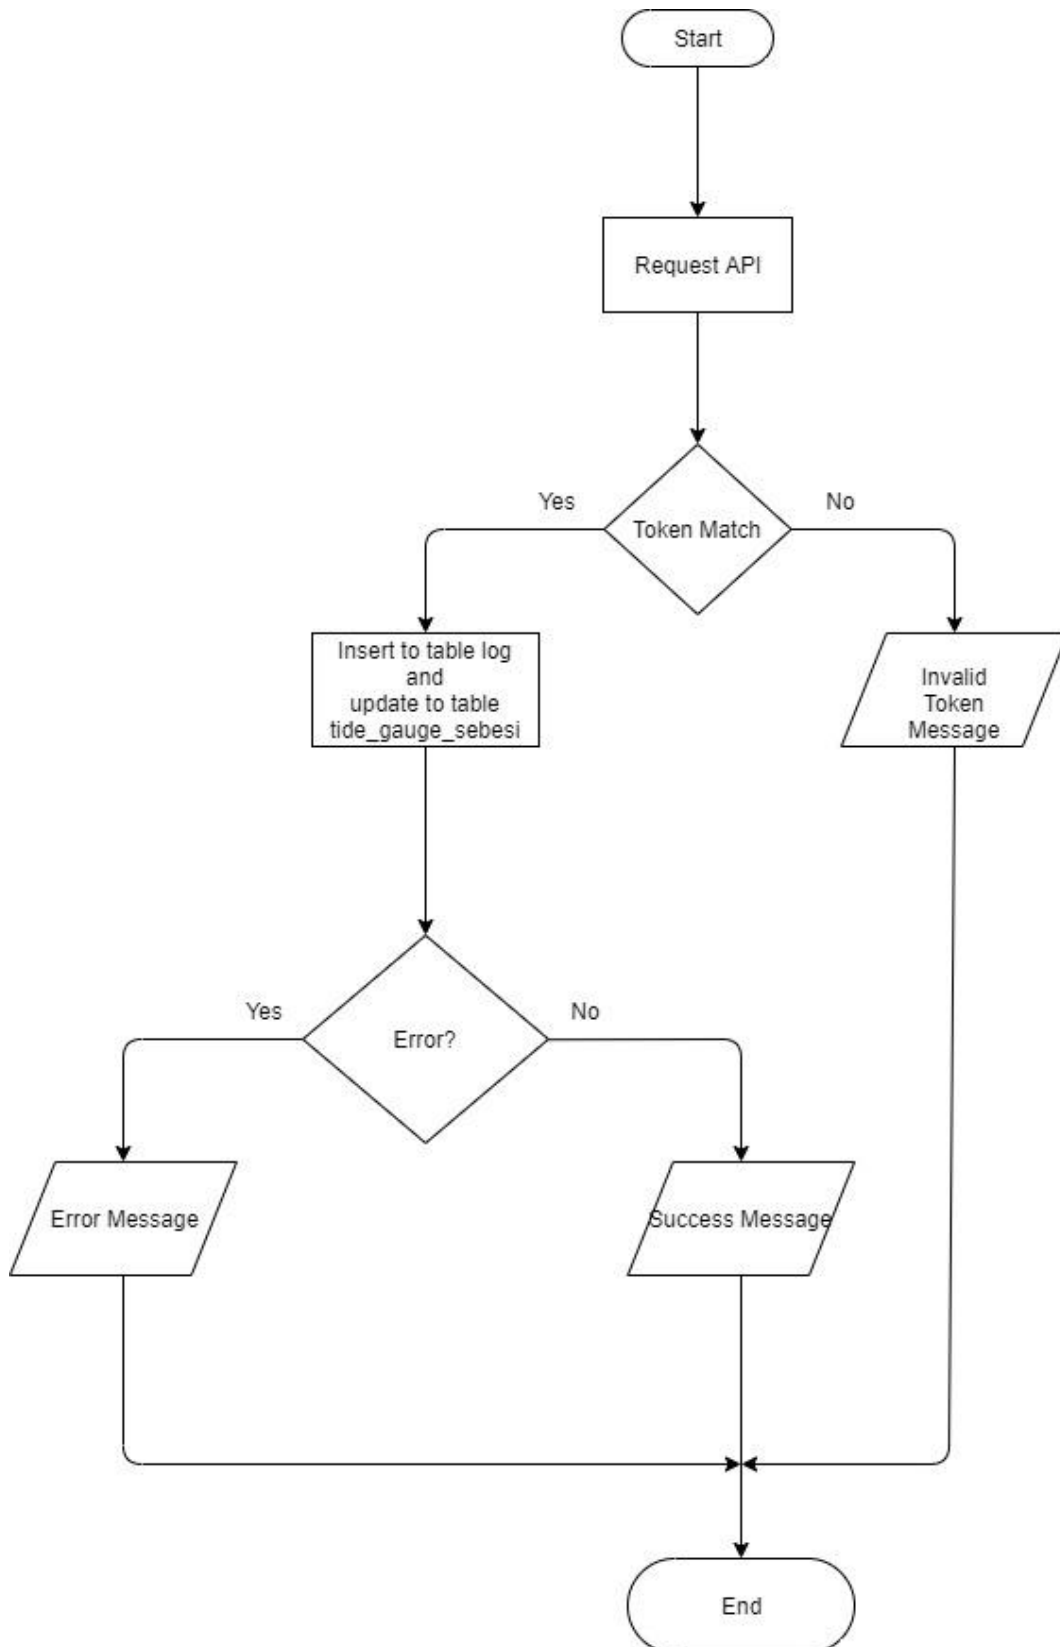 Start
Request API
Yes
No
Token Match
Insert to table log
and
update to table
tide_gauge_sebesi
Invalid
Token
Message
Yes
No
Error?
Error Message
Success Message
End